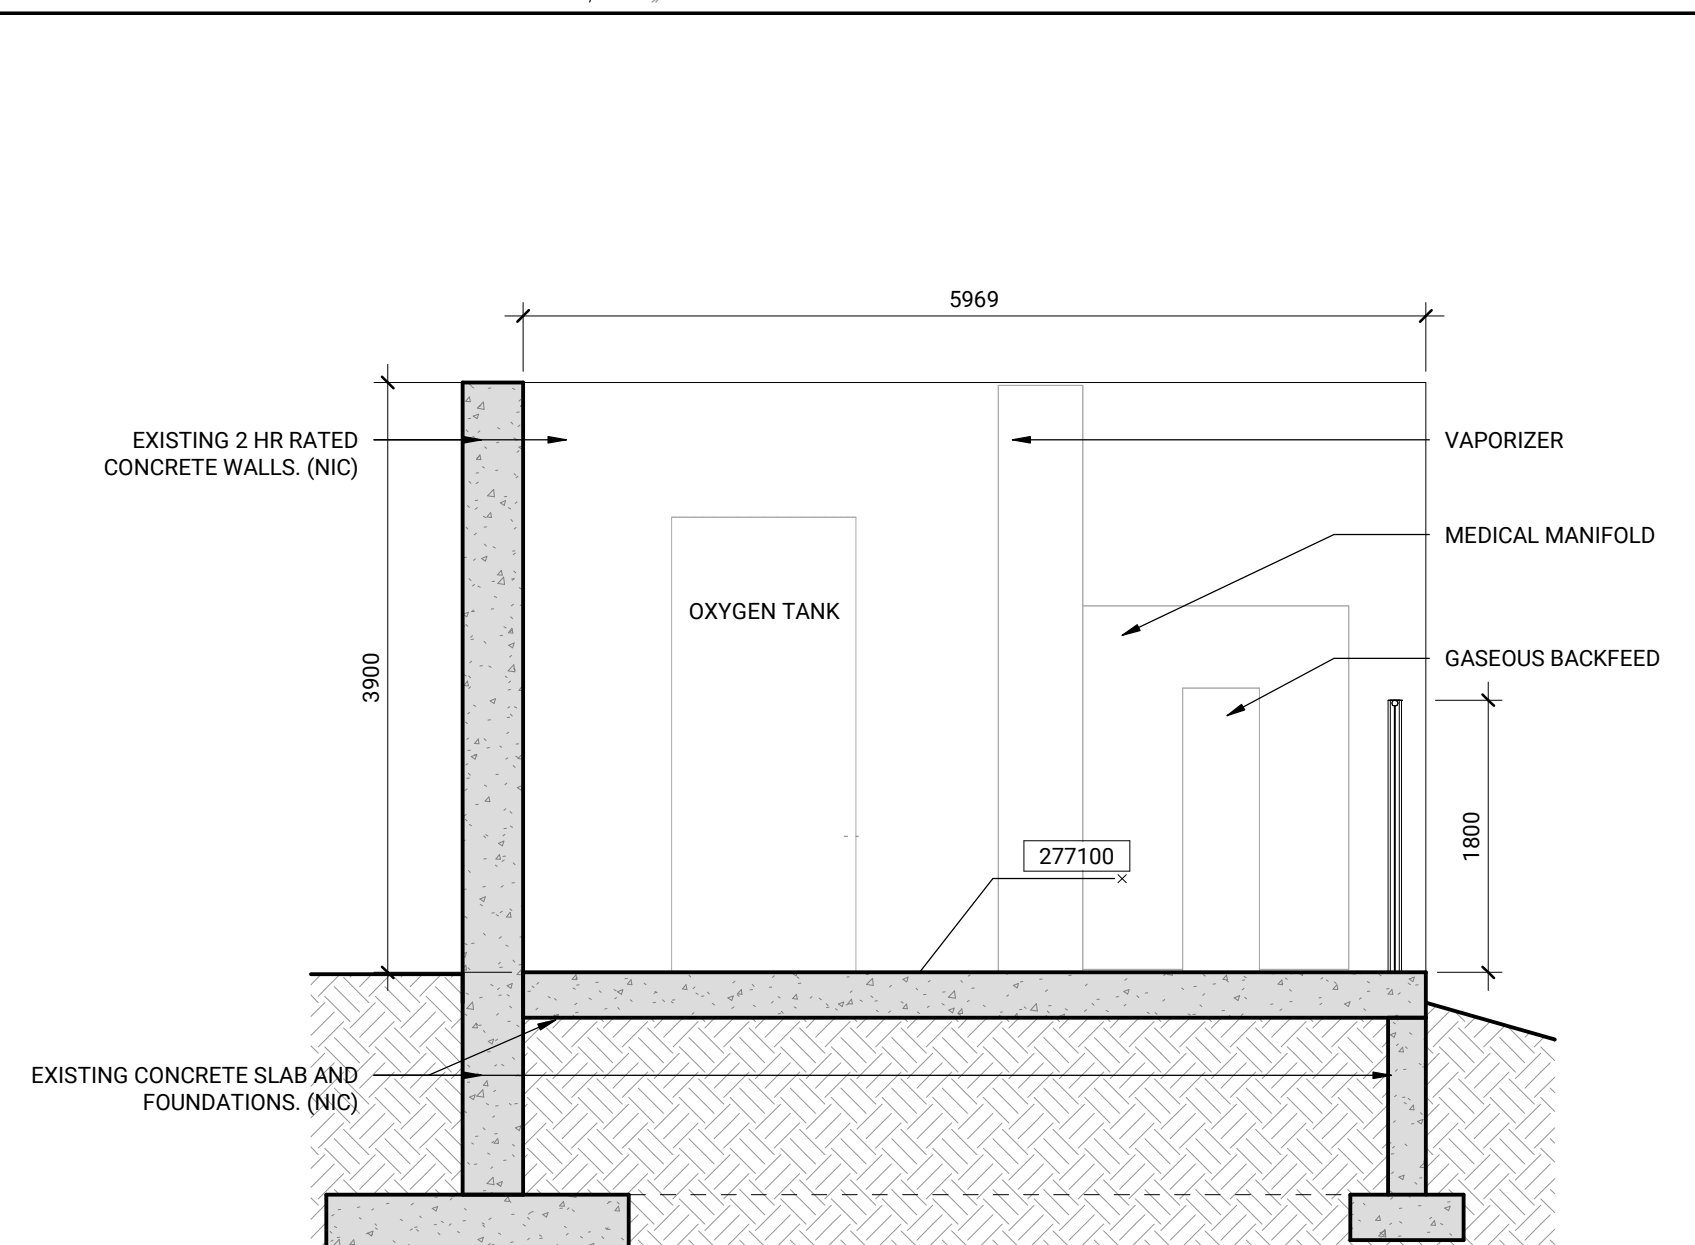 5969
EXISTING 2 HR RATED
CONCRETE WALLS. (NIC)
VAPORIZER
MEDICAL MANIFOLD
OXYGEN TANK
GASEOUS BACKFEED
3900
1800
277100
EXISTING CONCRETE SLAB AND
FOUNDATIONS. (NIC)